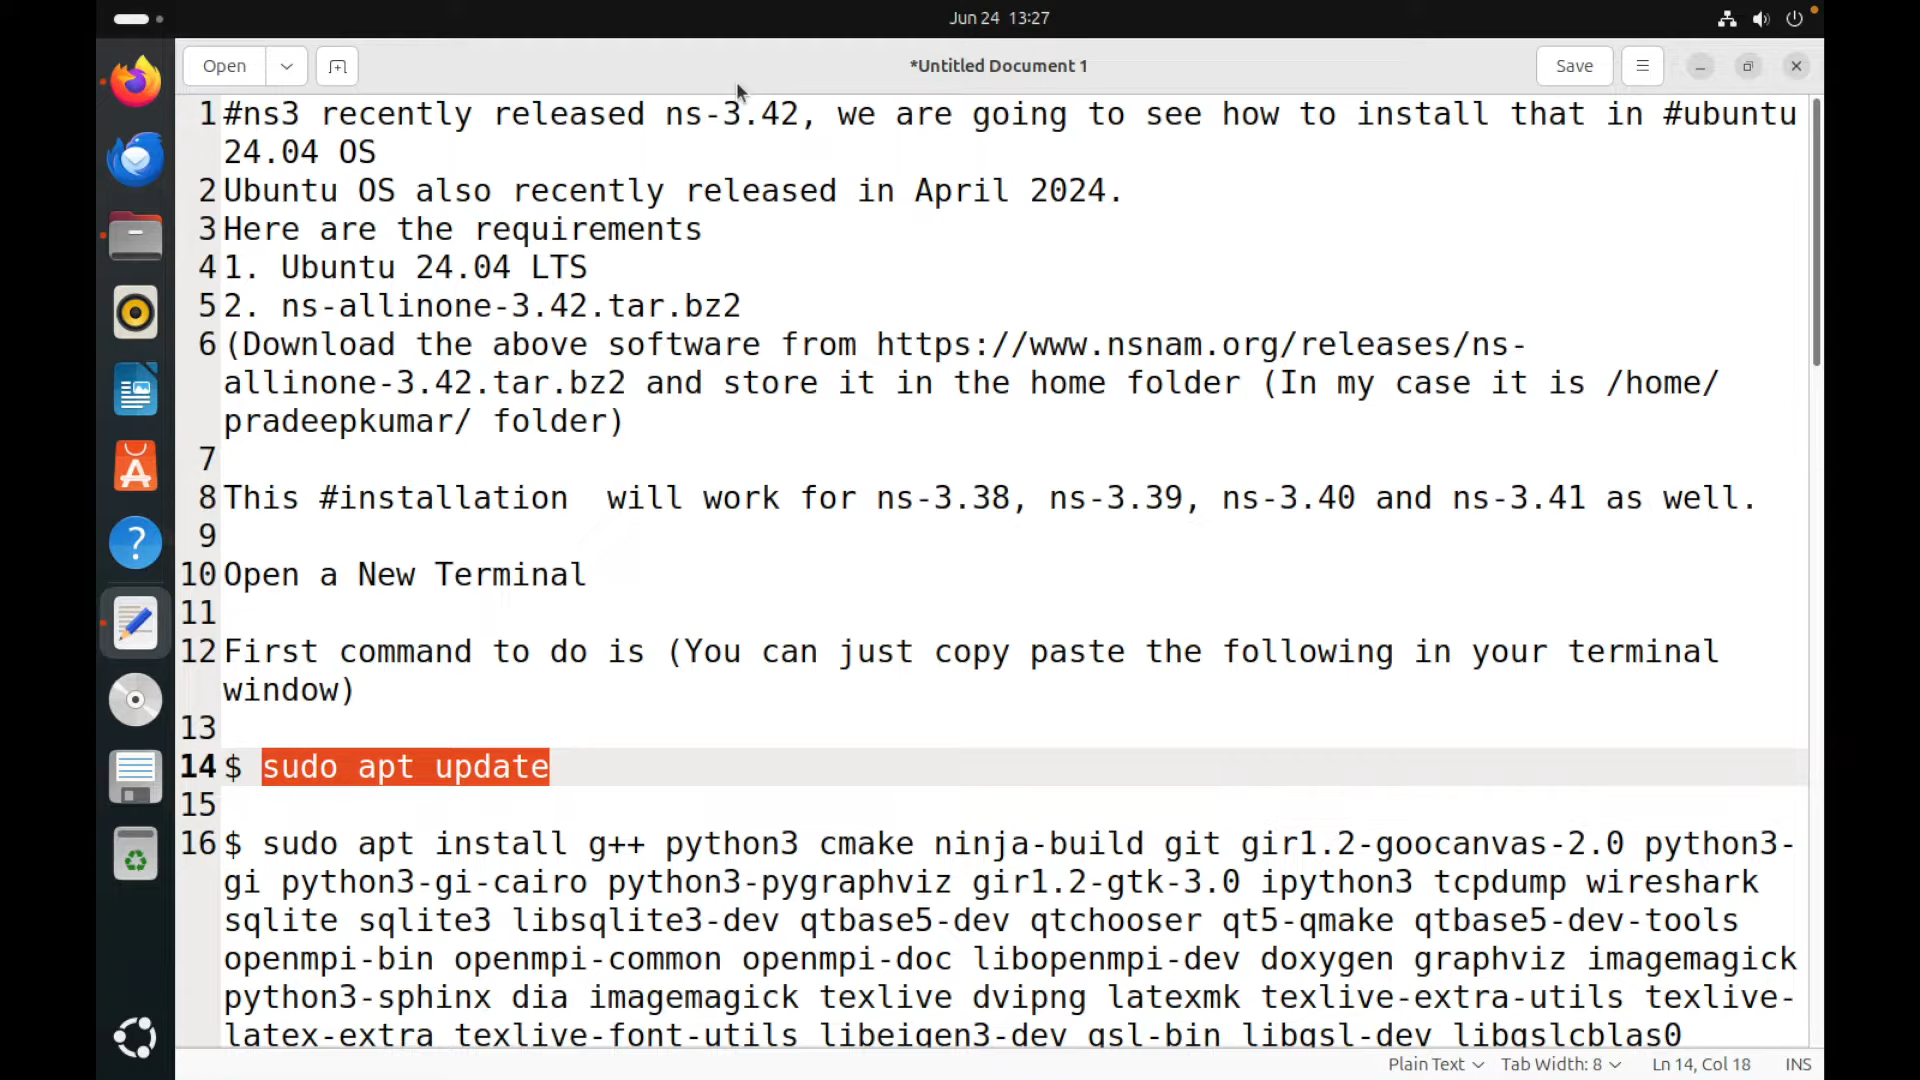 Jun 24 13:27
Open
*Untitled Document 1
Save
1 #ns3 recently released ns-3.42, we are going to see how to install that in #ubuntu
24.04 OS
2 Ubuntu OS also recently released in April 2024.
3 Here are the requirements
4 1. Ubuntu 24.04 LTS
5 2. ns-allinone-3.42.tar.bz2
6 (Download the above software from https://www.nsnam.org/releases/ns-
allinone-3.42.tar.bz2 and store it in the home folder (In my case it is /home/
pradeepkumar/ folder)
7
8 This #installation  will work for ns-3.38, ns-3.39, ns-3.40 and ns-3.41 as well.
9
10 Open a New Terminal
11
12 First command to do is (You can just copy paste the following in your terminal
window)
13
14 $ sudo apt update
15
16 $ sudo apt install g++ python3 cmake ninja-build git gir1.2-goocanvas-2.0 python3-
gi python3-gi-cairo python3-pygraphviz gir1.2-gtk-3.0 ipython3 tcpdump wireshark
sqlite sqlite3 libsqlite3-dev qtbase5-dev qtchooser qt5-qmake qtbase5-dev-tools
openmpi-bin openmpi-common openmpi-doc libopenmpi-dev doxygen graphviz imagemagick
python3-sphinx dia imagemagick texlive dvipng latexmk texlive-extra-utils texlive-
latex-extra texlive-font-utils libeigen3-dev gsl-bin libgsl-dev libgslcblas0
Plain Text
Tab Width: 8
Ln 14, Col 18
INS